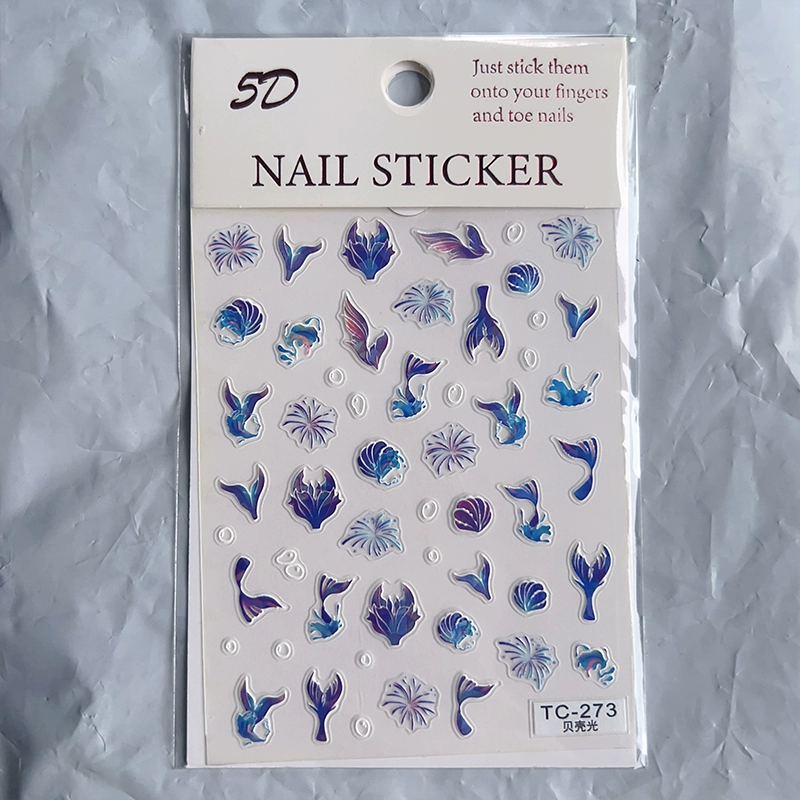 5D
Just stick them
onto your fingers
and toe nails
NAIL STICKER
TC-273
贝壳光